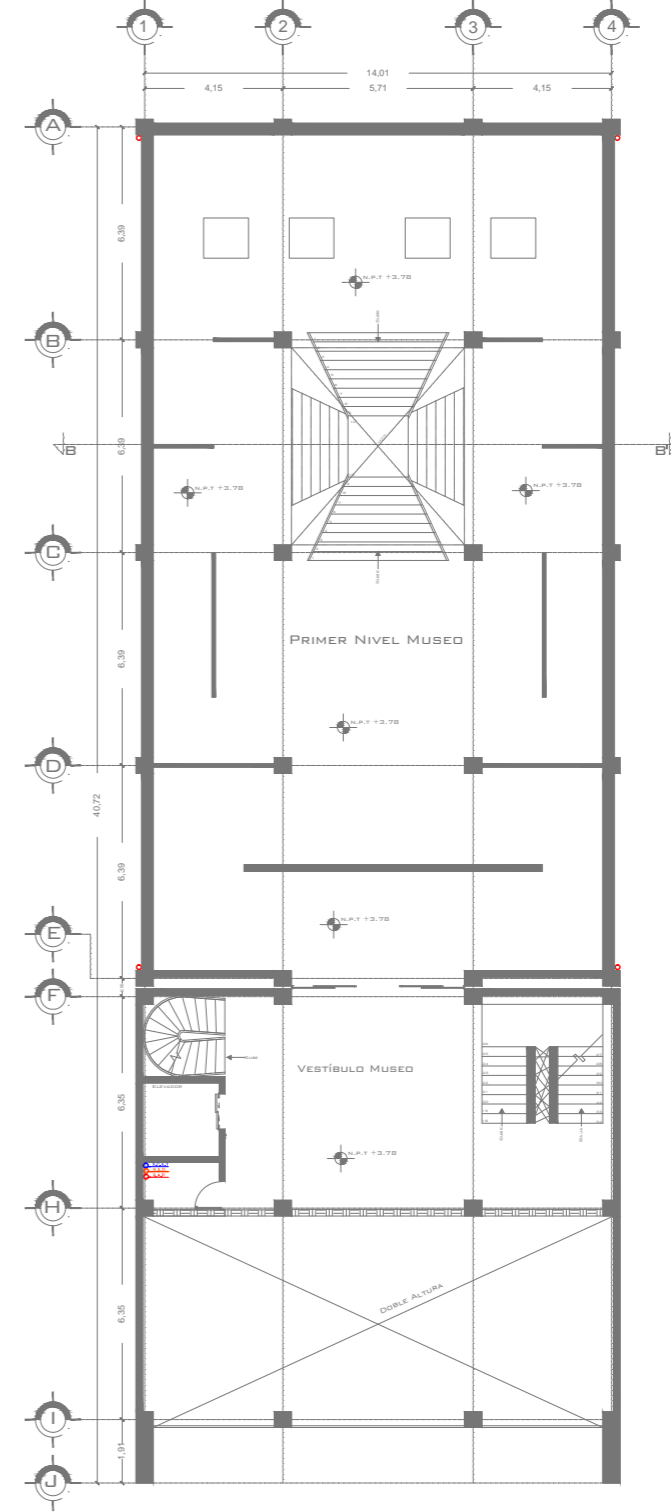 1 2 3 4
14,01
4,15 5,71 4,15
A
6,39
N.P.T +3.78
B
6,39
B
N.P.T +3.78 N.P.T +3.78
C
Primer Nivel Museo
6,39
N.P.T +3.78
D
40,72
6,39
N.P.T +3.78
E
F
Sube
Vestíbulo Museo
Elevador
6,35
N.P.T +3.78
H
Doble Altura
6,35
I
1,91
J